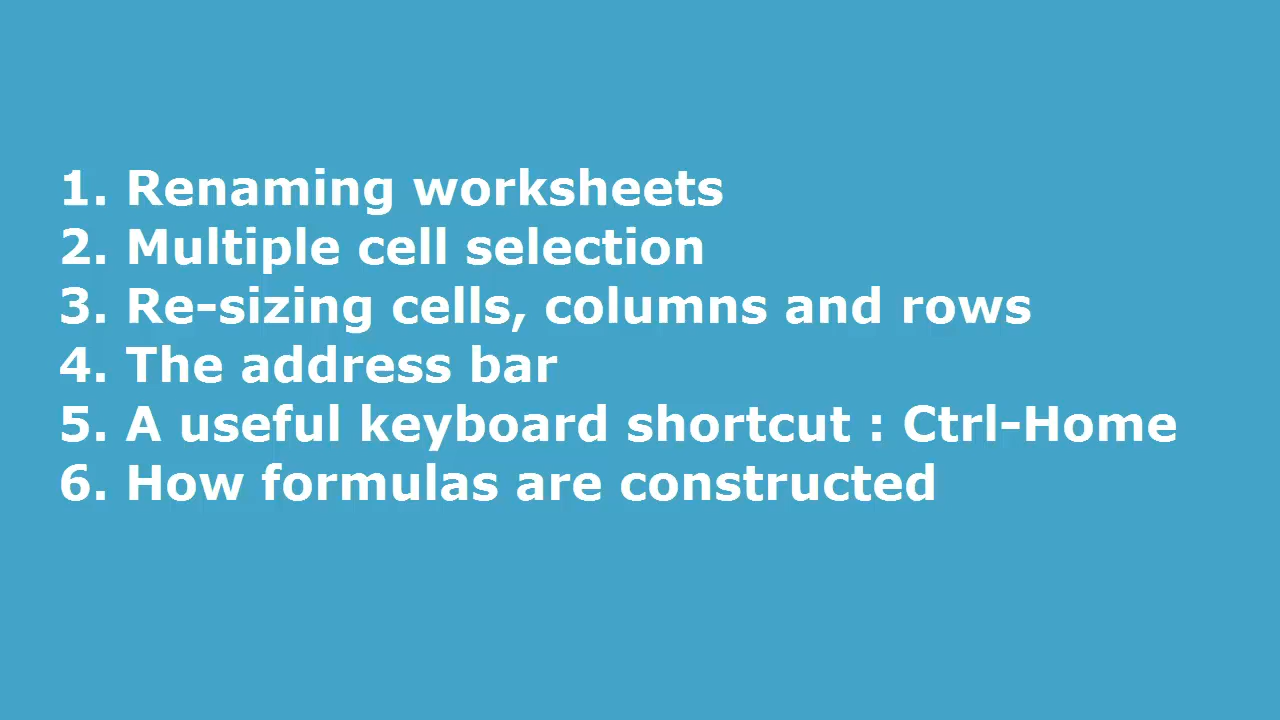 1. Renaming worksheets
2. Multiple cell selection
3. Re-sizing cells, columns and rows
4. The address bar
5. A useful keyboard shortcut : Ctrl-Home
6. How formulas are constructed